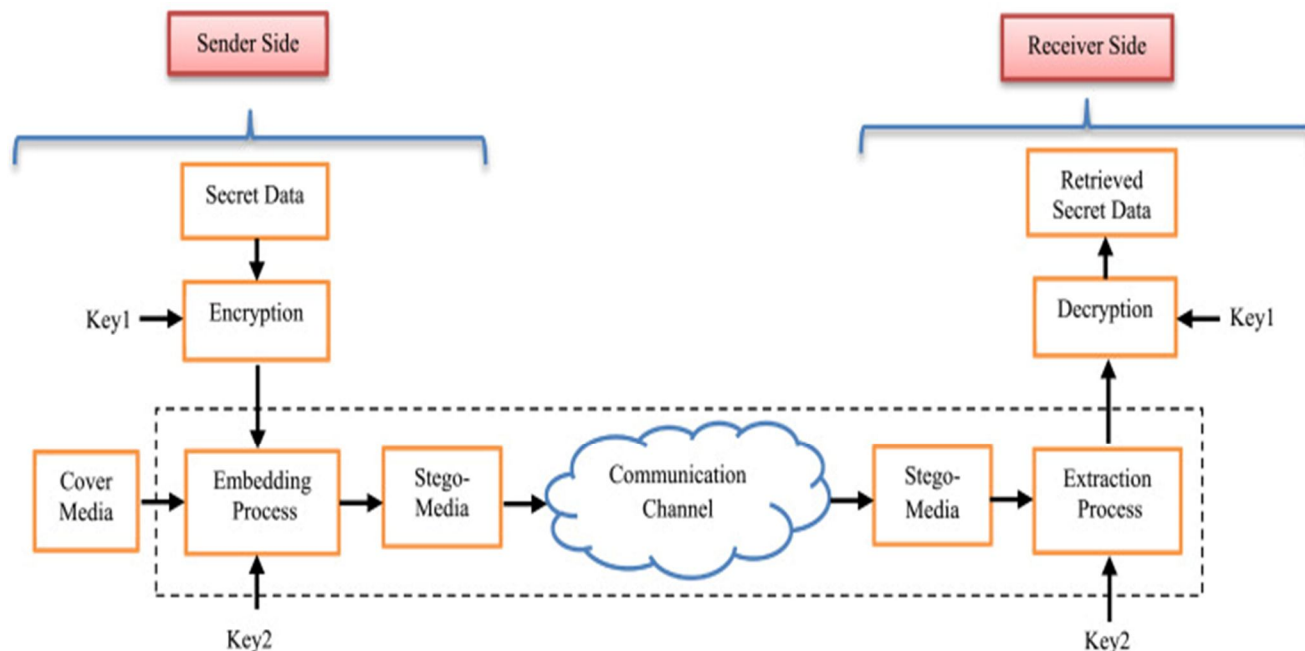 Sender Side
Receiver Side
Secret Data
Retrieved
Secret Data
Key1
Encryption
Decryption
Key1
Cover
Media
Embedding
Process
Stego-
Media
Communication
Channel
Stego-
Media
Extraction
Process
Key2
Key2